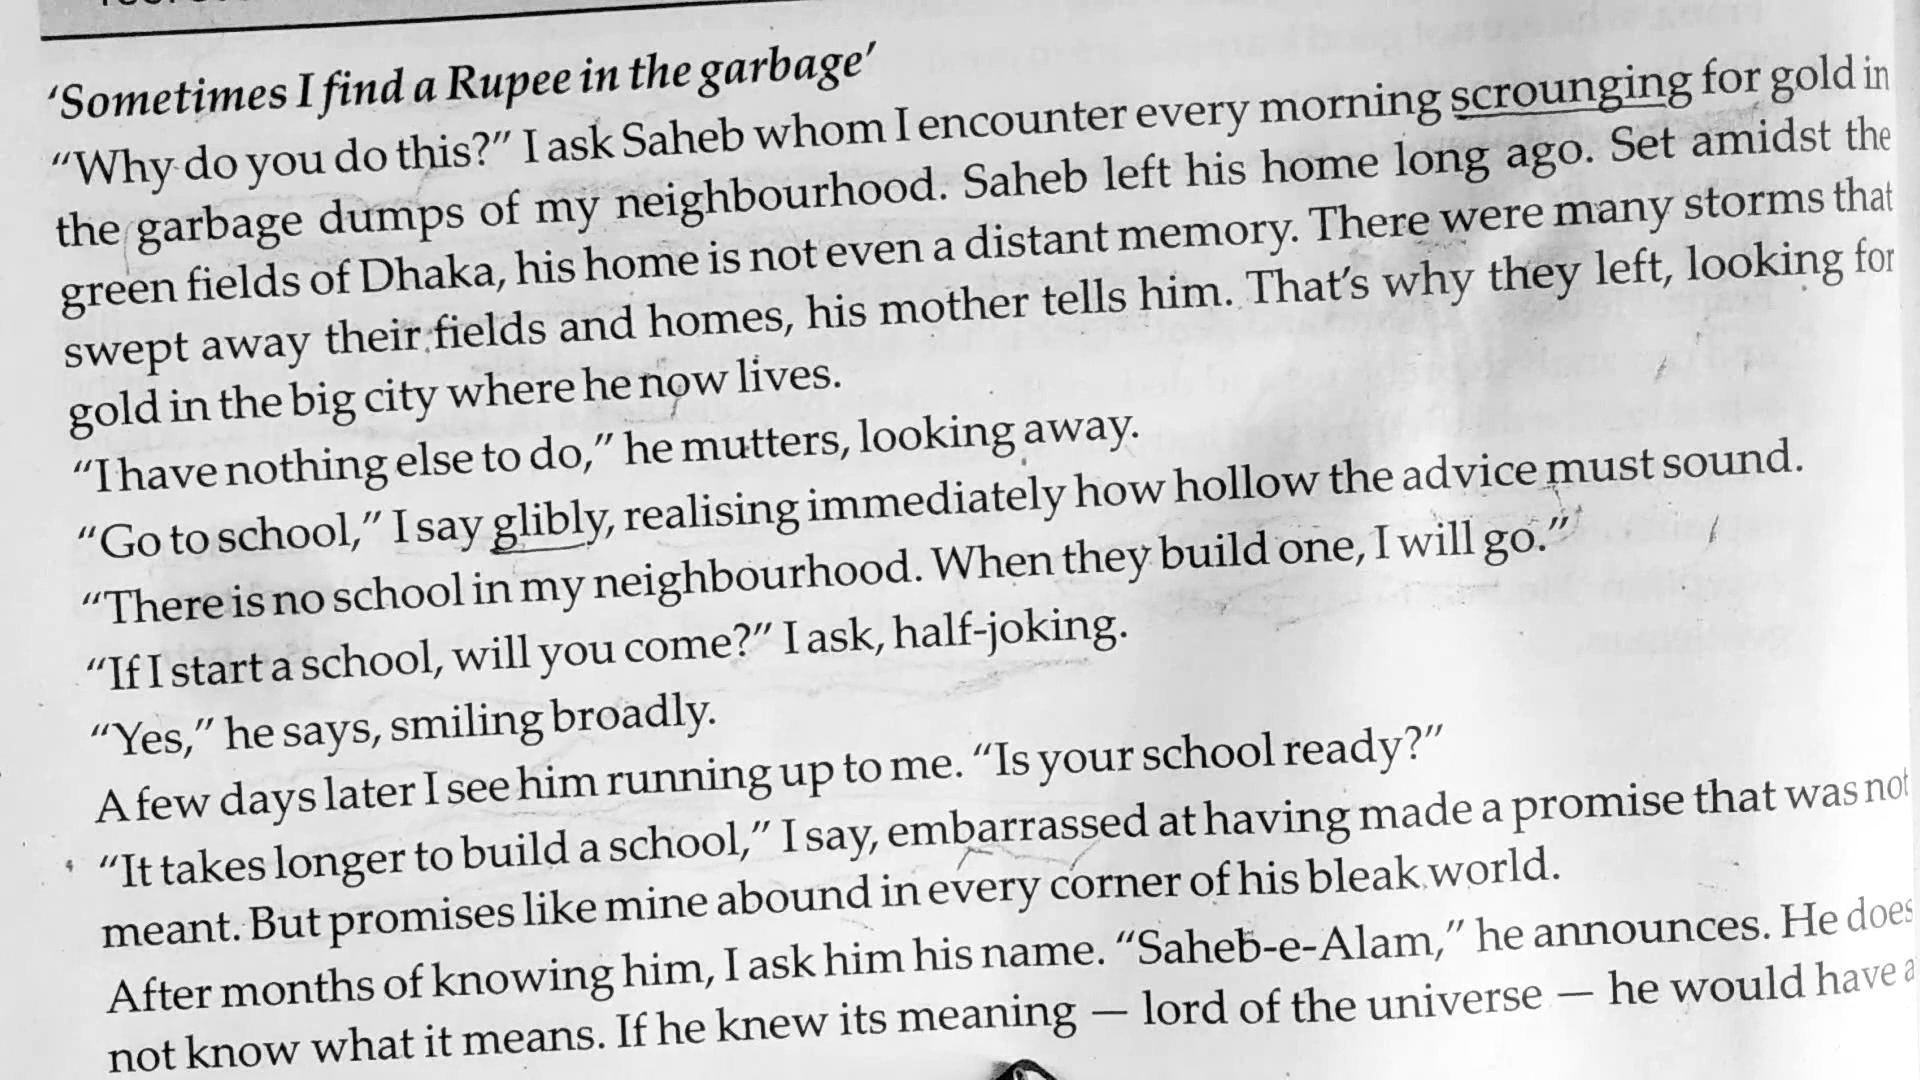 ‘Sometimes I find a Rupee in the garbage’
“Why do you do this?” I ask Saheb whom I encounter every morning scrounging for gold in
the garbage dumps of my neighbourhood. Saheb left his home long ago. Set amidst the
green fields of Dhaka, his home is not even a distant memory. There were many storms that
swept away their fields and homes, his mother tells him. That’s why they left, looking for
gold in the big city where he now lives.
“I have nothing else to do,” he mutters, looking away.
“Go to school,” I say glibly, realising immediately how hollow the advice must sound.
“There is no school in my neighbourhood. When they build one, I will go.”
“If I start a school, will you come?” I ask, half-joking.
“Yes,” he says, smiling broadly.
A few days later I see him running up to me. “Is your school ready?”
“It takes longer to build a school,” I say, embarrassed at having made a promise that was not
meant. But promises like mine abound in every corner of his bleak world.
After months of knowing him, I ask him his name. “Saheb-e-Alam,” he announces. He does
not know what it means. If he knew its meaning — lord of the universe — he would have a